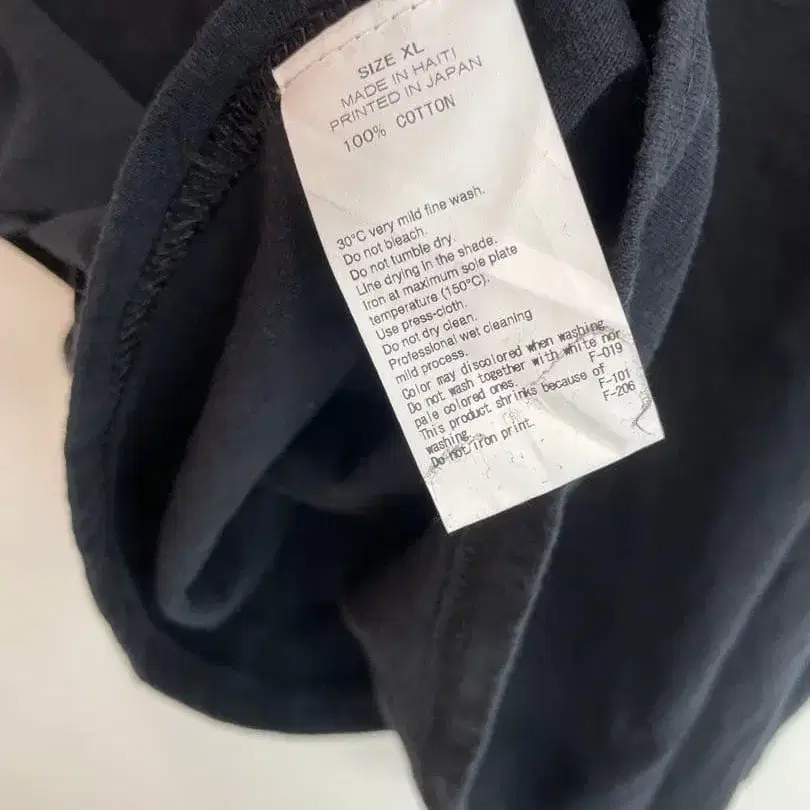 SIZE XL
MADE IN HAITI
PRINTED IN JAPAN
100% COTTON
30°C very mild fine wash.
Do not bleach.
Do not tumble dry.
Line drying in the shade.
Iron at maximum sole plate
temperature (150°C).
Use press-cloth.
Do not dry clean.
Professional wet cleaning
mild process.
Color may discolored when washing.
Do not wash together with white nor
pale colored ones. F-019
This product shrinks because of
washing. F-101
Do not iron print. F-206